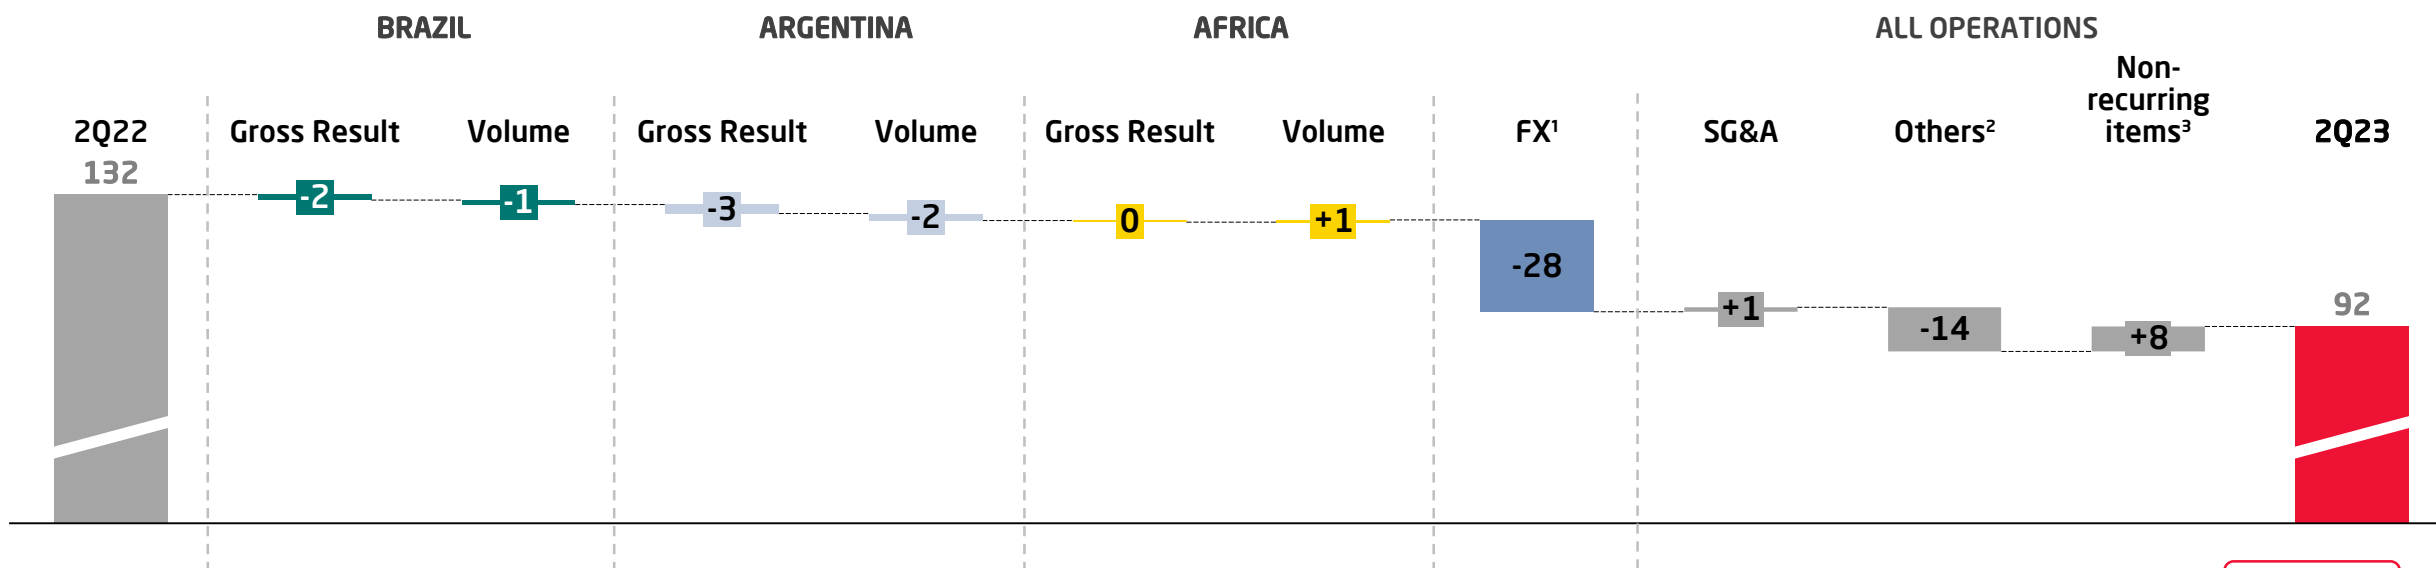 BRAZIL
ARGENTINA
AFRICA
ALL OPERATIONS
2Q22
Gross Result
Volume
Gross Result
Volume
Gross Result
Volume
FX¹
SG&A
Others²
Non-
recurring
items³
2Q23
132
-2
-1
-3
-2
0
+1
-28
+1
-14
+8
92